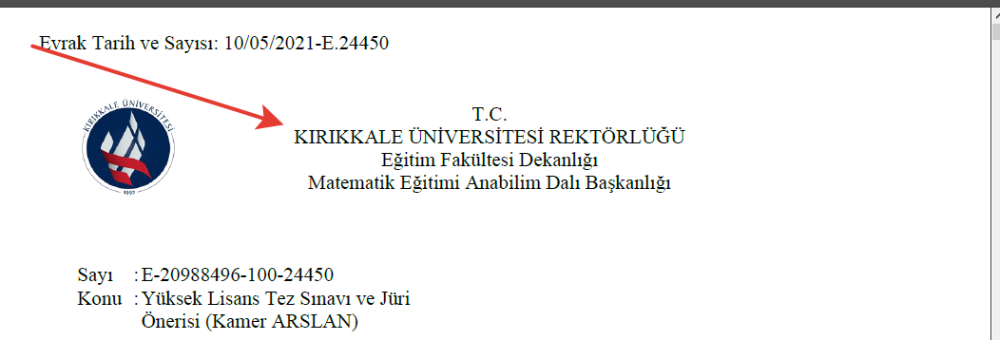 Evrak Tarih ve Sayısı: 10/05/2021-E.24450
KIRIKKALE ÜNİVERSİTESİ
1992
T.C.
KIRIKKALE ÜNİVERSİTESİ REKTÖRLÜĞÜ
Eğitim Fakültesi Dekanlığı
Matematik Eğitimi Anabilim Dalı Başkanlığı
Sayı : E-20988496-100-24450
Konu : Yüksek Lisans Tez Sınavı ve Jüri
Önerisi (Kamer ARSLAN)